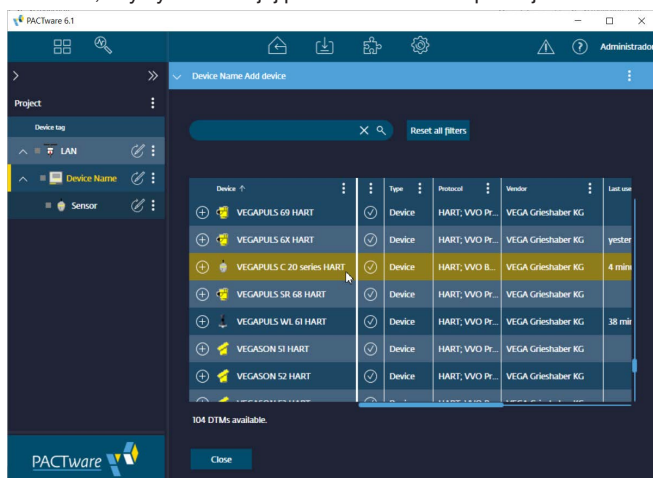 PACTware 6.1
Administrador
Device Name Add device
Project
Device tag
LAN
Device Name
Sensor
Reset all filters
Device Type Protocol Vendor Last use
VEGAPULS 69 HART Device HART; VVO Pr... VEGA Grieshaber KG
VEGAPULS 6X HART Device HART; VVO Pr... VEGA Grieshaber KG yester
VEGAPULS C 20 series HART Device HART; VVO B... VEGA Grieshaber KG 4 min
VEGAPULS SR 68 HART Device HART; VVO Pr... VEGA Grieshaber KG
VEGAPULS WL 61 HART Device HART; VVO Pr... VEGA Grieshaber KG 38 mir
VEGASON 51 HART Device HART; VVO Pr... VEGA Grieshaber KG
VEGASON 52 HART Device HART; VVO Pr... VEGA Grieshaber KG
104 DTMs available.
PACTware
Close